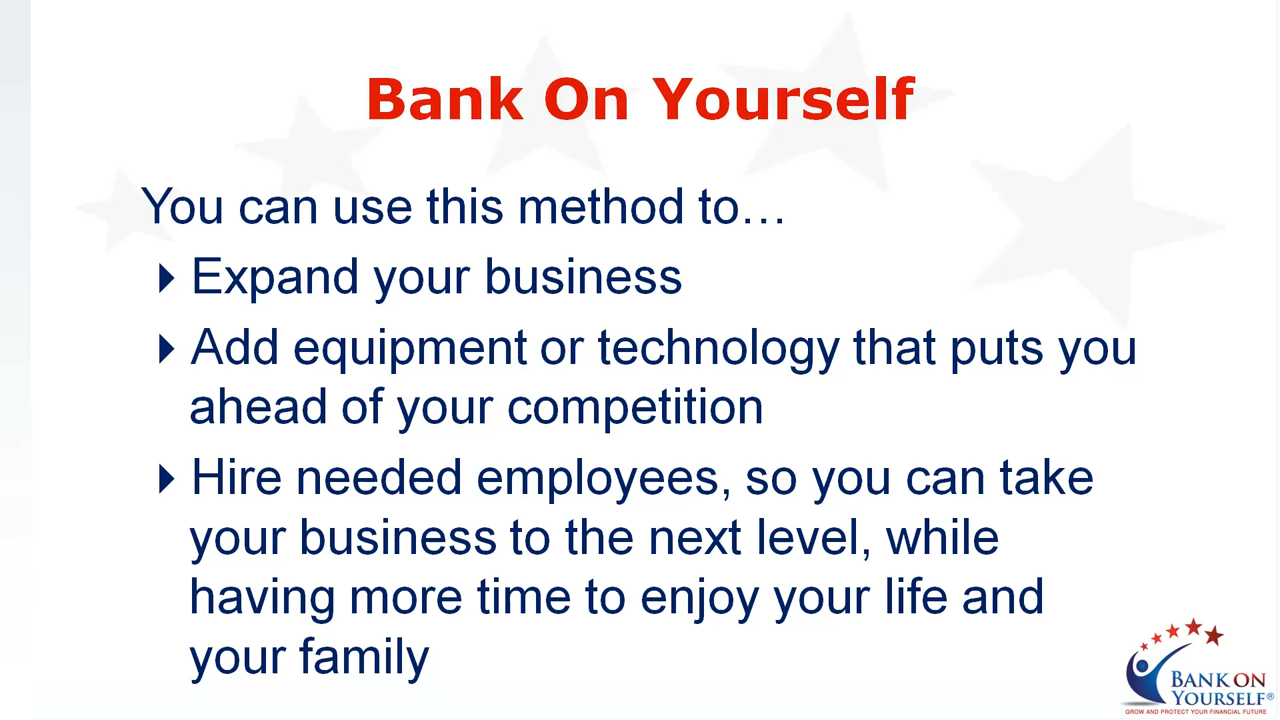 Bank On Yourself
You can use this method to…
Expand your business
Add equipment or technology that puts you
ahead of your competition
Hire needed employees, so you can take
your business to the next level, while
having more time to enjoy your life and
your family
BANK ON
YOURSELF®
GROW AND PROTECT YOUR FINANCIAL FUTURE